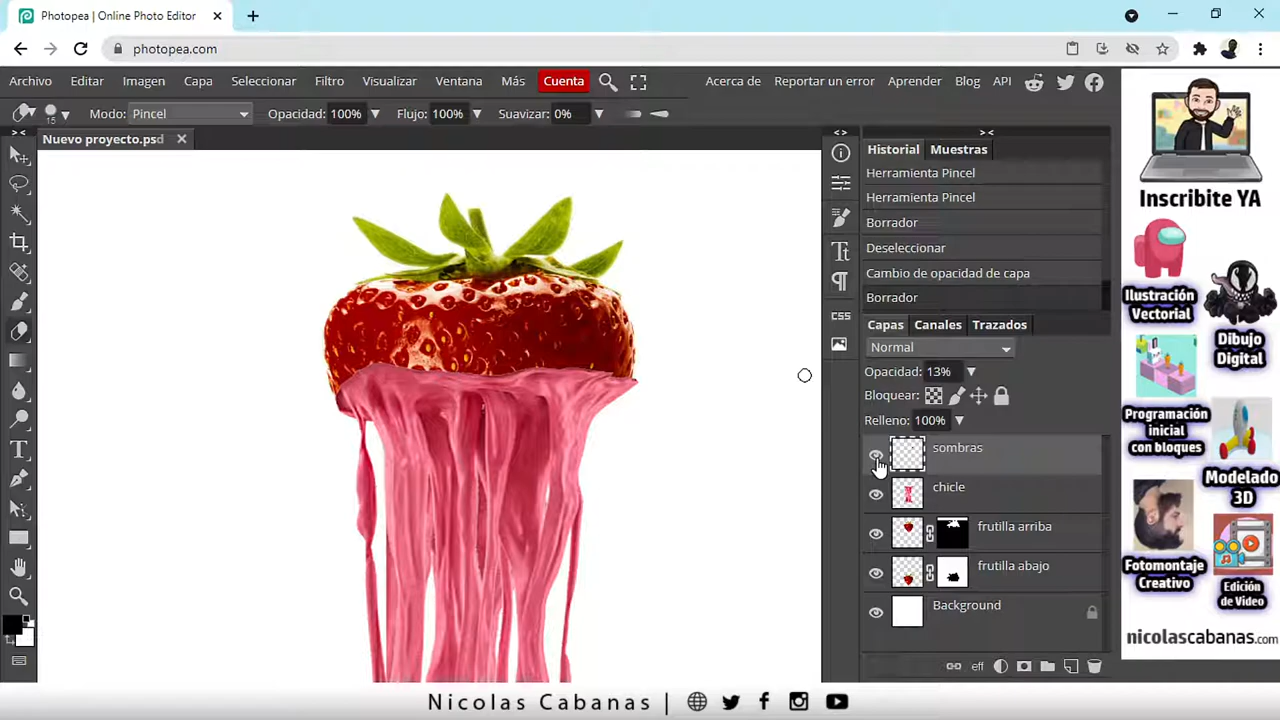 Photopea | Online Photo Editor
photopea.com
Archivo Editar Imagen Capa Seleccionar Filtro Visualizar Ventana Más Cuenta Acerca de Reportar un error Aprender Blog API
15 Modo: Pincel Opacidad: 100% Flujo: 100% Suavizar: 0%
Nuevo proyecto.psd
Historial Muestras
Herramienta Pincel
Herramienta Pincel
Borrador
Deseleccionar
Cambio de opacidad de capa
Borrador
CSS
Capas Canales Trazados
Normal
Opacidad: 13%
Bloquear:
Relleno: 100%
sombras
chicle
frutilla arriba
frutilla abajo
Background
eff
Inscribite YA
Ilustración
Vectorial
Dibujo
Digital
Programación
inicial
con bloques
Modelado
3D
Fotomontaje
Creativo
Edición
de Video
nicolascabanas.com
Nicolas Cabanas |